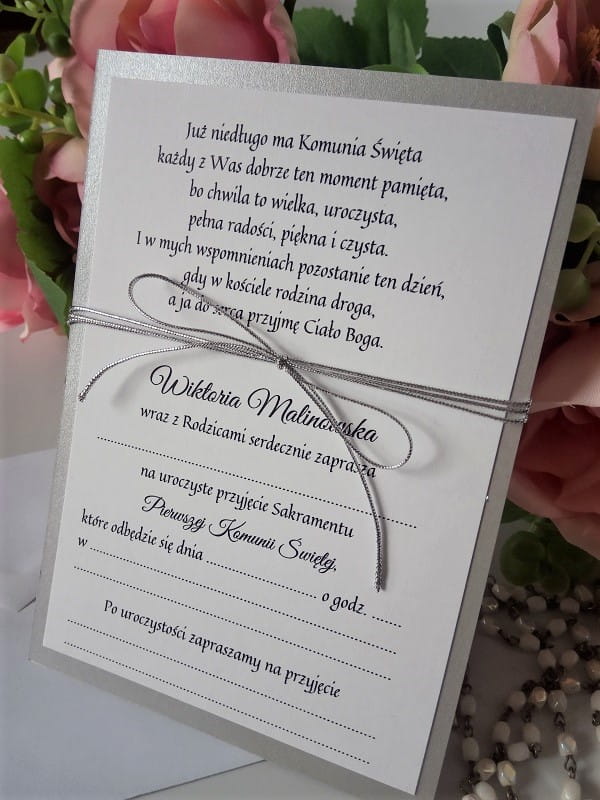 Już niedługo ma Komunia Święta
każdy z Was dobrze ten moment pamięta,
bo chwila to wielka, uroczysta,
pełna radości, piękna i czysta.
I w mych wspomnieniach pozostanie ten dzień,
gdy w kościele rodzina droga,
a ja do serca przyjmę Ciało Boga.
Wiktoria Malinowska
wraz z Rodzicami serdecznie zaprasza
................................................................
na uroczyste przyjęcie Sakramentu
Pierwszej Komunii Świętej,
które odbędzie się dnia ............................ o godz. ........
w ................................................................
................................................................
Po uroczystości zapraszamy na przyjęcie
................................................................
................................................................